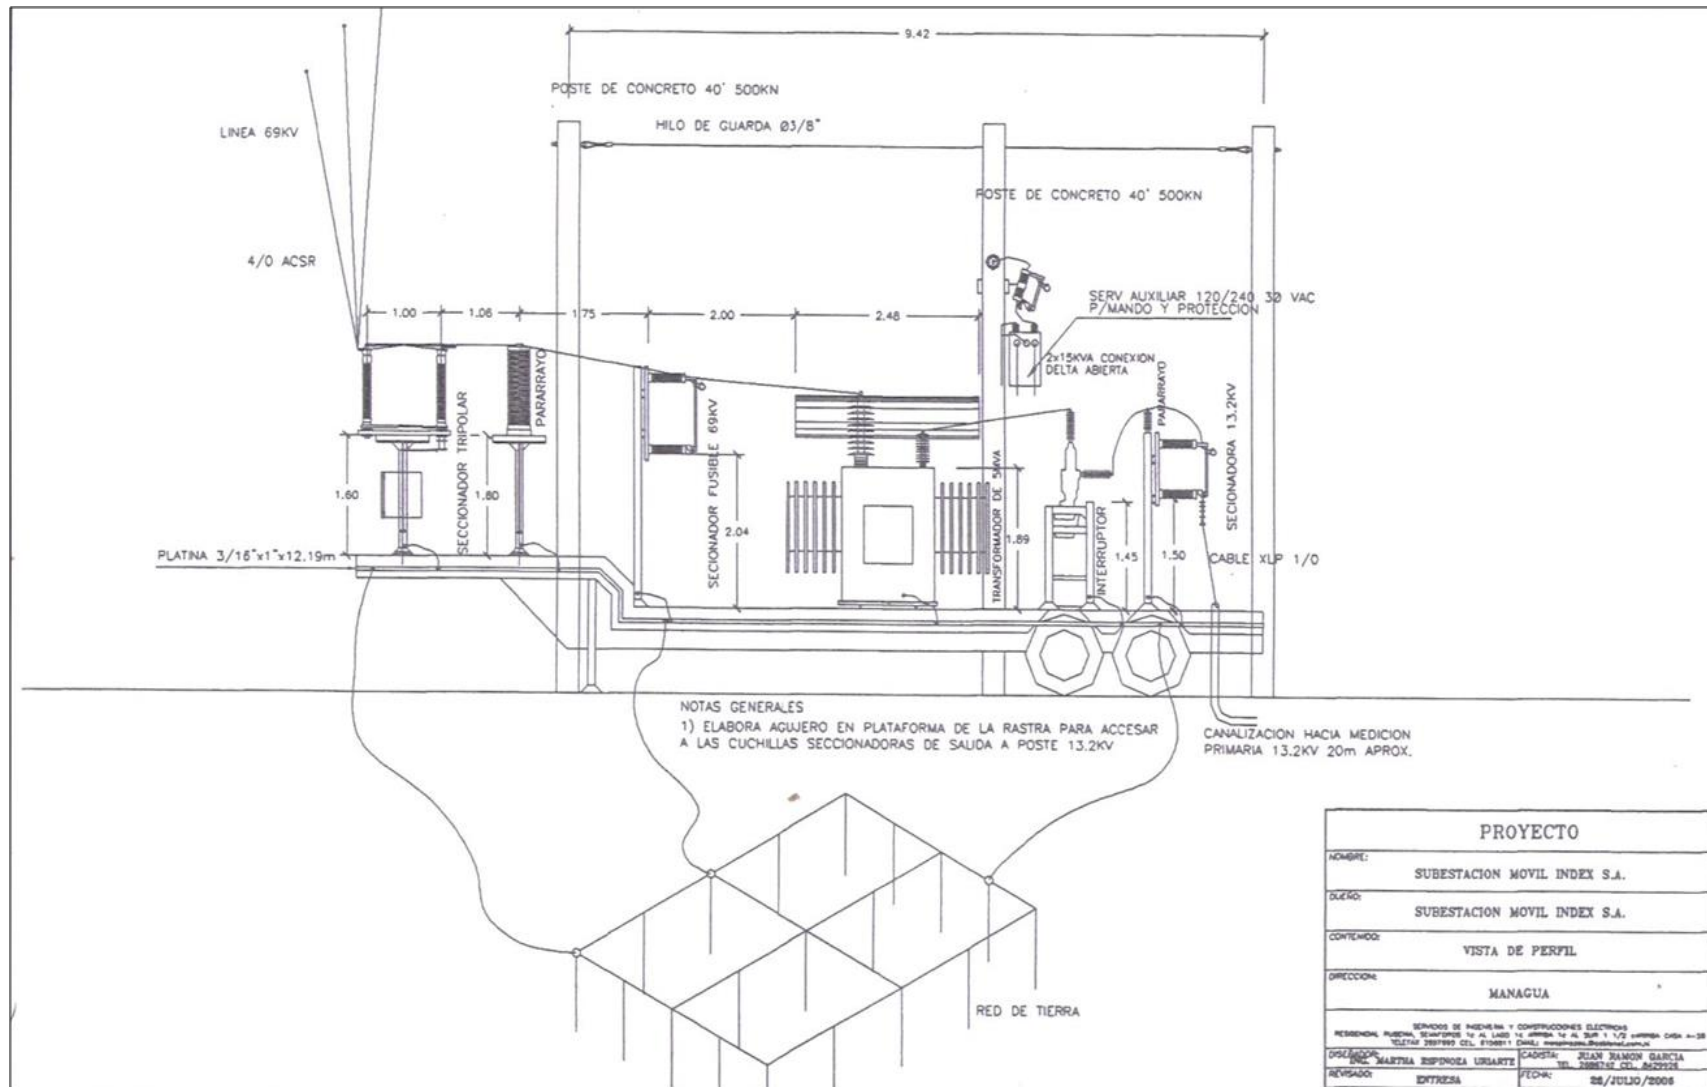 9.42
POSTE DE CONCRETO 40' 500KN
HILO DE GUARDA Ø3/8"
LINEA 69KV
POSTE DE CONCRETO 40' 500KN
4/0 ACSR
SERV AUXILIAR 120/240 3Ø VAC
P/MANDO Y PROTECCION
1.00
1.06
1.75
2.00
2.48
2x15KVA CONEXION
DELTA ABIERTA
SECCIONADOR TRIPOLAR
PARARRAYO
SECIONADOR FUSIBLE 69KV
TRANSFORMADOR DE 5MVA
INTERRUPTOR
PARARRAYO
SECIONADORA 13.2KV
1.60
1.80
2.04
1.89
1.45
1.50
CABLE XLP 1/0
PLATINA 3/16"x1"x12.19m
NOTAS GENERALES
1) ELABORA AGUJERO EN PLATAFORMA DE LA RASTRA PARA ACCESAR
A LAS CUCHILLAS SECCIONADORAS DE SALIDA A POSTE 13.2KV
CANALIZACION HACIA MEDICION
PRIMARIA 13.2KV 20m APROX.
RED DE TIERRA
PROYECTO
NOMBRE:
SUBESTACION MOVIL INDEX S.A.
DUEÑO:
SUBESTACION MOVIL INDEX S.A.
CONTENIDO:
VISTA DE PERFIL
DIRECCION:
MANAGUA
SERVICIOS DE INGENIERIA Y CONSTRUCCIONES ELECTRICAS
DISEÑADOR: ING. MARTHA ESPINOZA URIARTE
CADISTA: JUAN RAMON GARCIA
REVISADO: ENTRESA
FECHA: 28/JULIO/2005